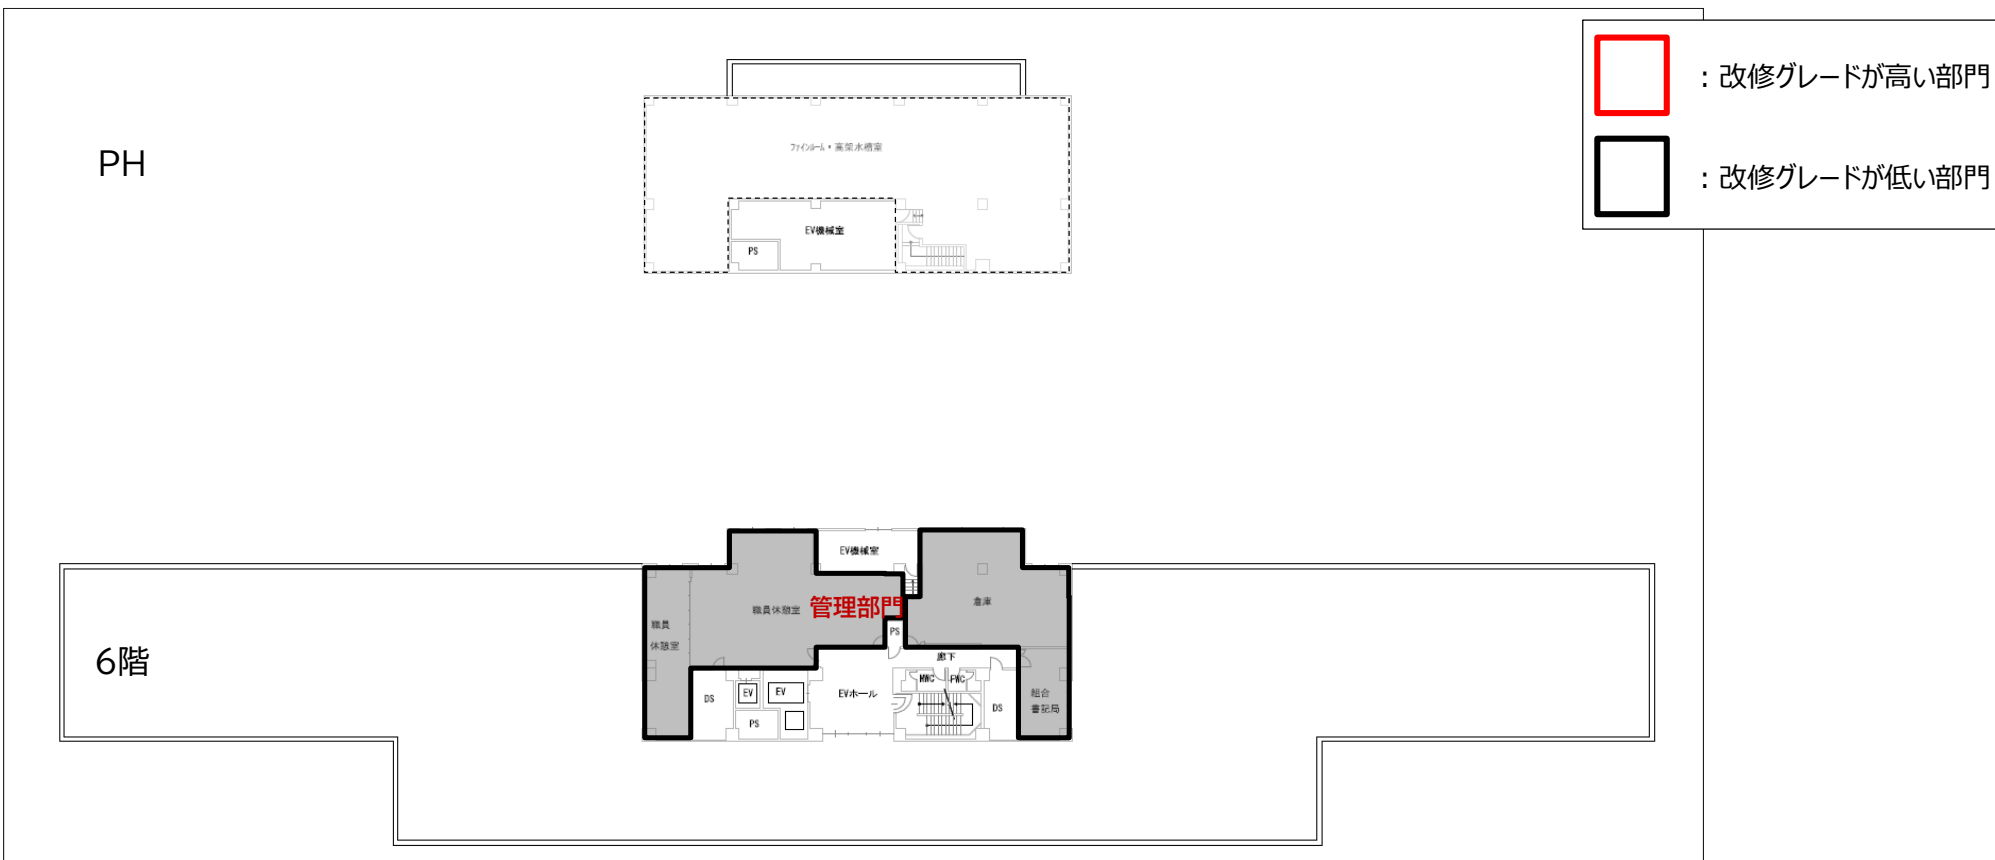 ：改修グレードが高い部門
：改修グレードが低い部門
PH
ファインルーム・高架水槽室
EV機械室
PS
6階
EV機械室
職員休憩室
管理部門
倉庫
職員
休憩室
PS
廊下
MWC
FWC
DS
EV
EV
EVホール
PS
DS
組合
書記局